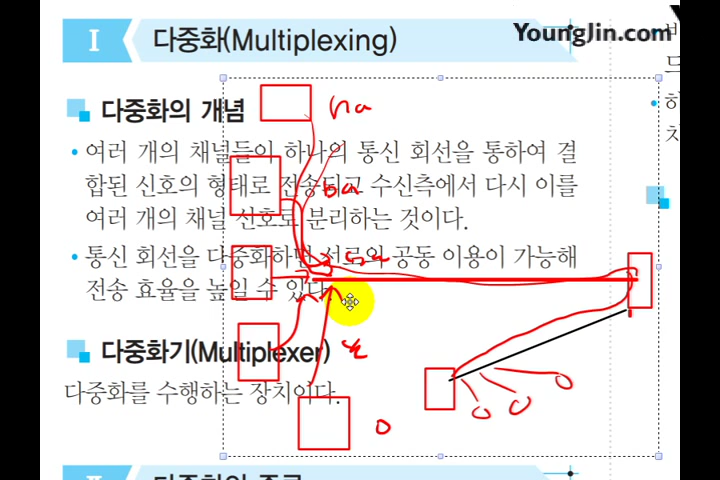 I 다중화(Multiplexing)
YoungJin.com
다중화의 개념
• 여러 개의 채널들이 하나의 통신 회선을 통하여 결
합된 신호의 형태로 전송되고 수신측에서 다시 이를
여러 개의 채널 신호로 분리하는 것이다.
• 통신 회선을 다중화하면 선로의 공동 이용이 가능해
전송 효율을 높일 수 있다.
다중화기(Multiplexer)
다중화를 수행하는 장치이다.